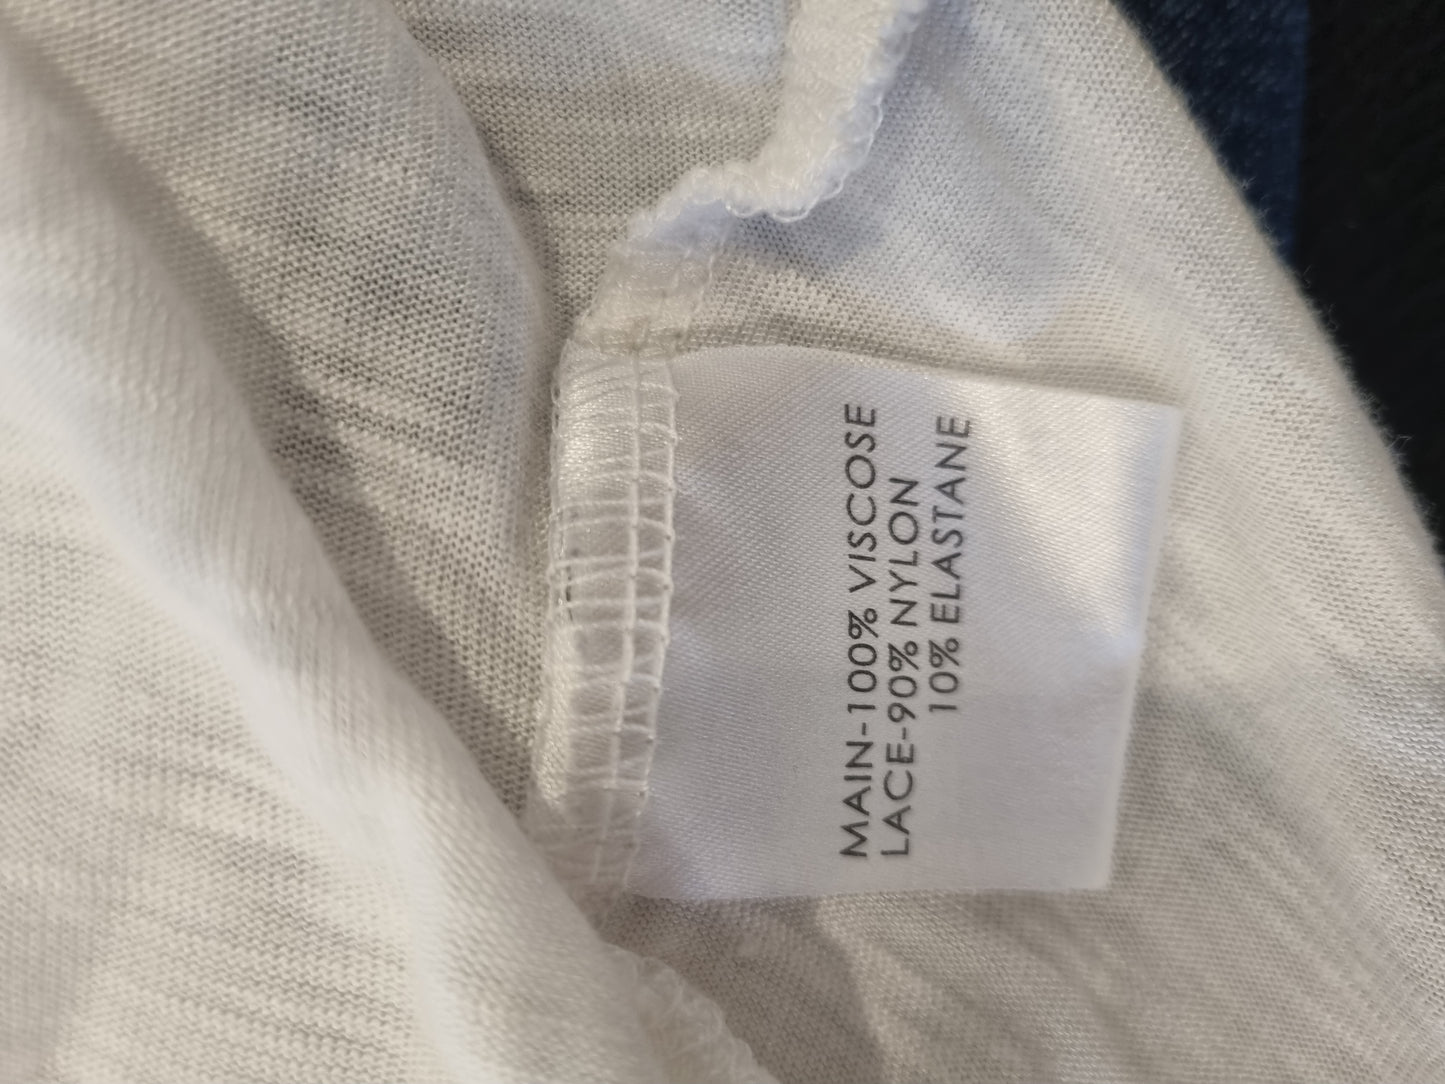 MAIN-100% VISCOSE
LACE-90% NYLON
10% ELASTANE